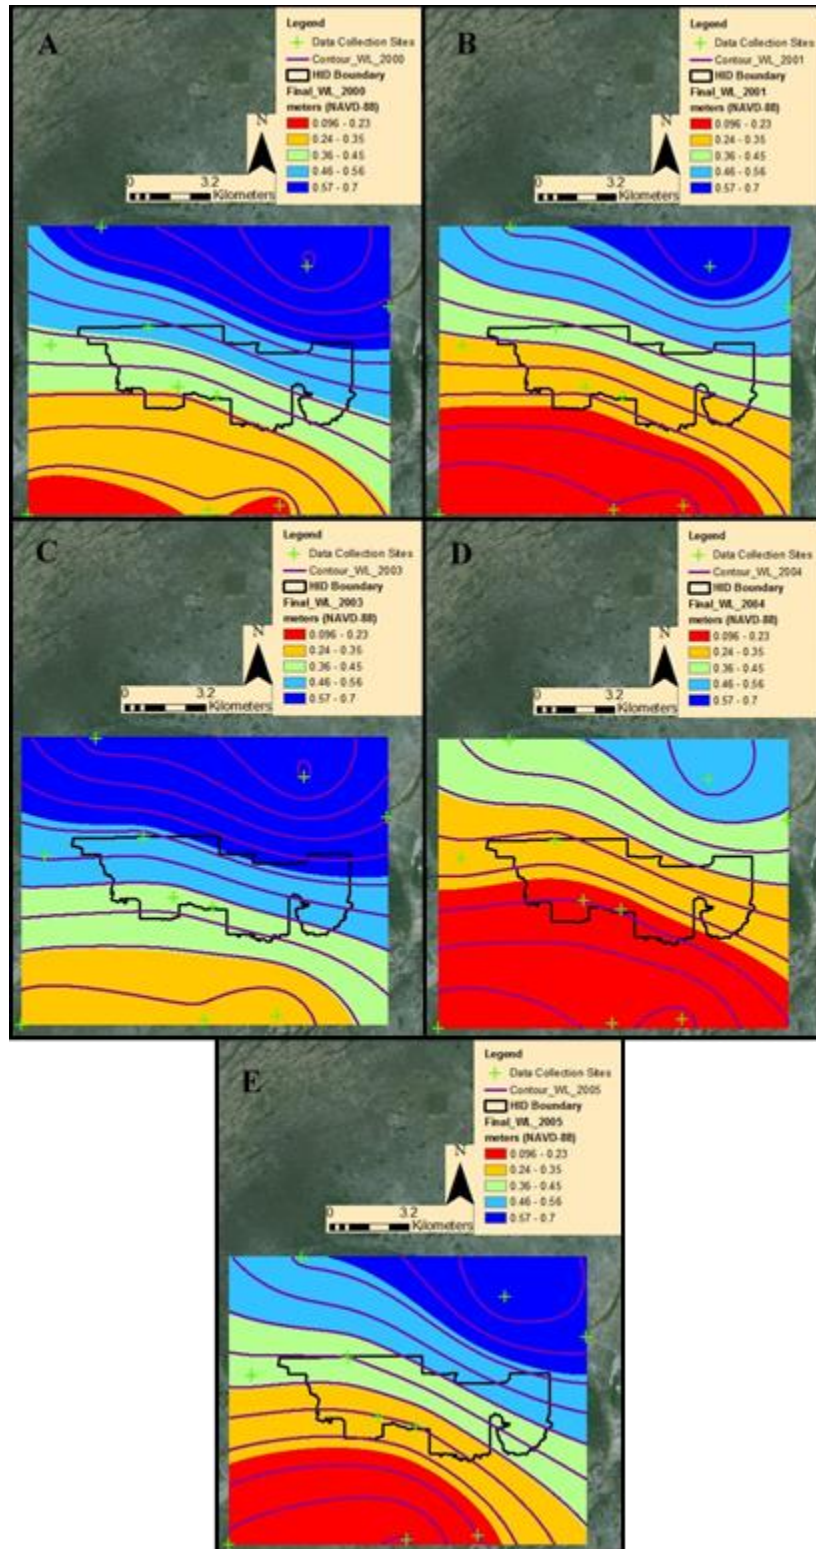 A
Legend
Data Collection Sites
Contour_WL_2000
HID Boundary
Final_WL_2000
meters (NAVD-88)
0.096 - 0.23
0.24 - 0.35
0.36 - 0.45
0.46 - 0.56
0.57 - 0.7
N
0 3.2
Kilometers
B
Legend
Data Collection Sites
Contour_WL_2001
HID Boundary
Final_WL_2001
meters (NAVD-88)
0.096 - 0.23
0.24 - 0.35
0.36 - 0.45
0.46 - 0.56
0.57 - 0.7
N
0 3.2
Kilometers
C
Legend
Data Collection Sites
Contour_WL_2003
HID Boundary
Final_WL_2003
meters (NAVD-88)
0.096 - 0.23
0.24 - 0.35
0.36 - 0.45
0.46 - 0.56
0.57 - 0.7
N
0 3.2
Kilometers
D
Legend
Data Collection Sites
Contour_WL_2004
HID Boundary
Final_WL_2004
meters (NAVD-88)
0.096 - 0.23
0.24 - 0.35
0.36 - 0.45
0.46 - 0.56
0.57 - 0.7
N
0 3.2
Kilometers
E
Legend
Data Collection Sites
Contour_WL_2005
HID Boundary
Final_WL_2005
meters (NAVD-88)
0.096 - 0.23
0.24 - 0.35
0.36 - 0.45
0.46 - 0.56
0.57 - 0.7
N
0 3.2
Kilometers